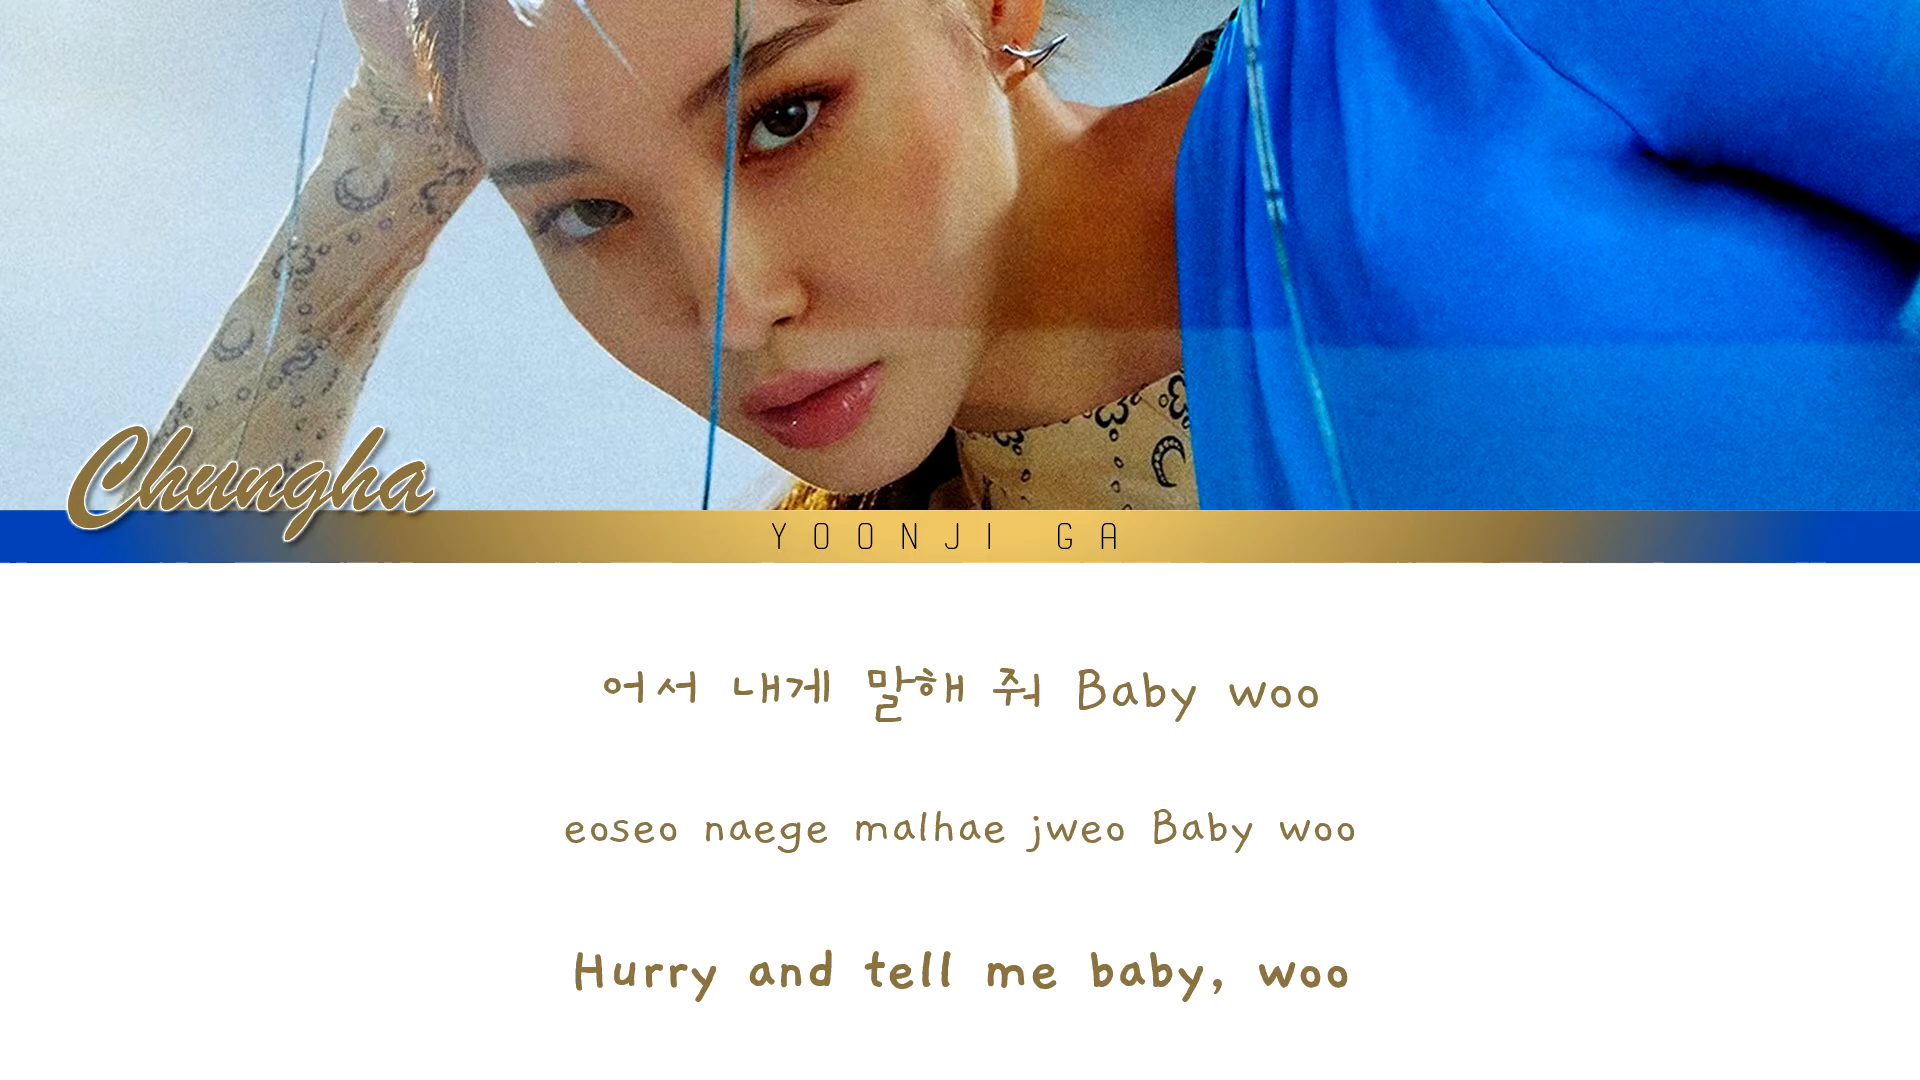 Chungha
YOONJI GA
어서 내게 말해 줘 Baby woo
eoseo naege malhae jweo Baby woo
Hurry and tell me baby, woo